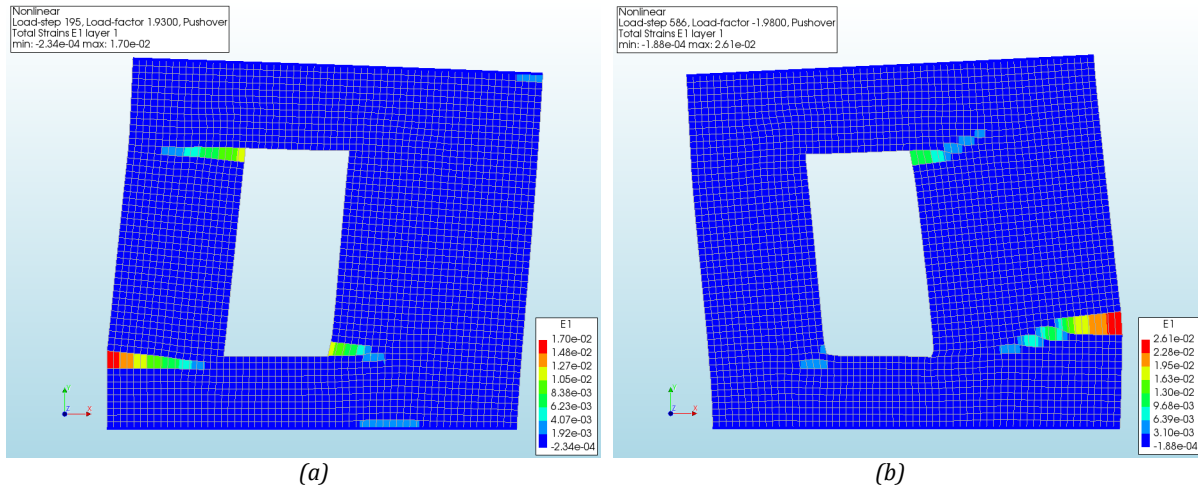 Nonlinear
Load-step 195, Load-factor 1.9300, Pushover
Total Strains E1 layer 1
min: -2.34e-04 max: 1.70e-02
E1
1.70e-02
1.48e-02
1.27e-02
1.05e-02
8.38e-03
6.23e-03
4.07e-03
1.92e-03
-2.34e-04
Y
Z
X
(a)
Nonlinear
Load-step 586, Load-factor -1.9800, Pushover
Total Strains E1 layer 1
min: -1.88e-04 max: 2.61e-02
E1
2.61e-02
2.28e-02
1.95e-02
1.63e-02
1.30e-02
9.68e-03
6.39e-03
3.10e-03
-1.88e-04
Y
Z
X
(b)